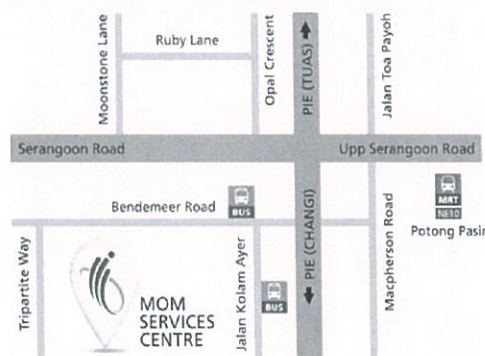 Moonstone Lane
Ruby Lane
Opal Crescent
PIE (TUAS)
Jalan Toa Payoh
Serangoon Road
Upp Serangoon Road
Bendemeer Road
BUS
MRT
NE10
Potong Pasir
Tripartite Way
MOM
SERVICES
CENTRE
Jalan Kolam Ayer
BUS
PIE (CHANGI)
Macpherson Road